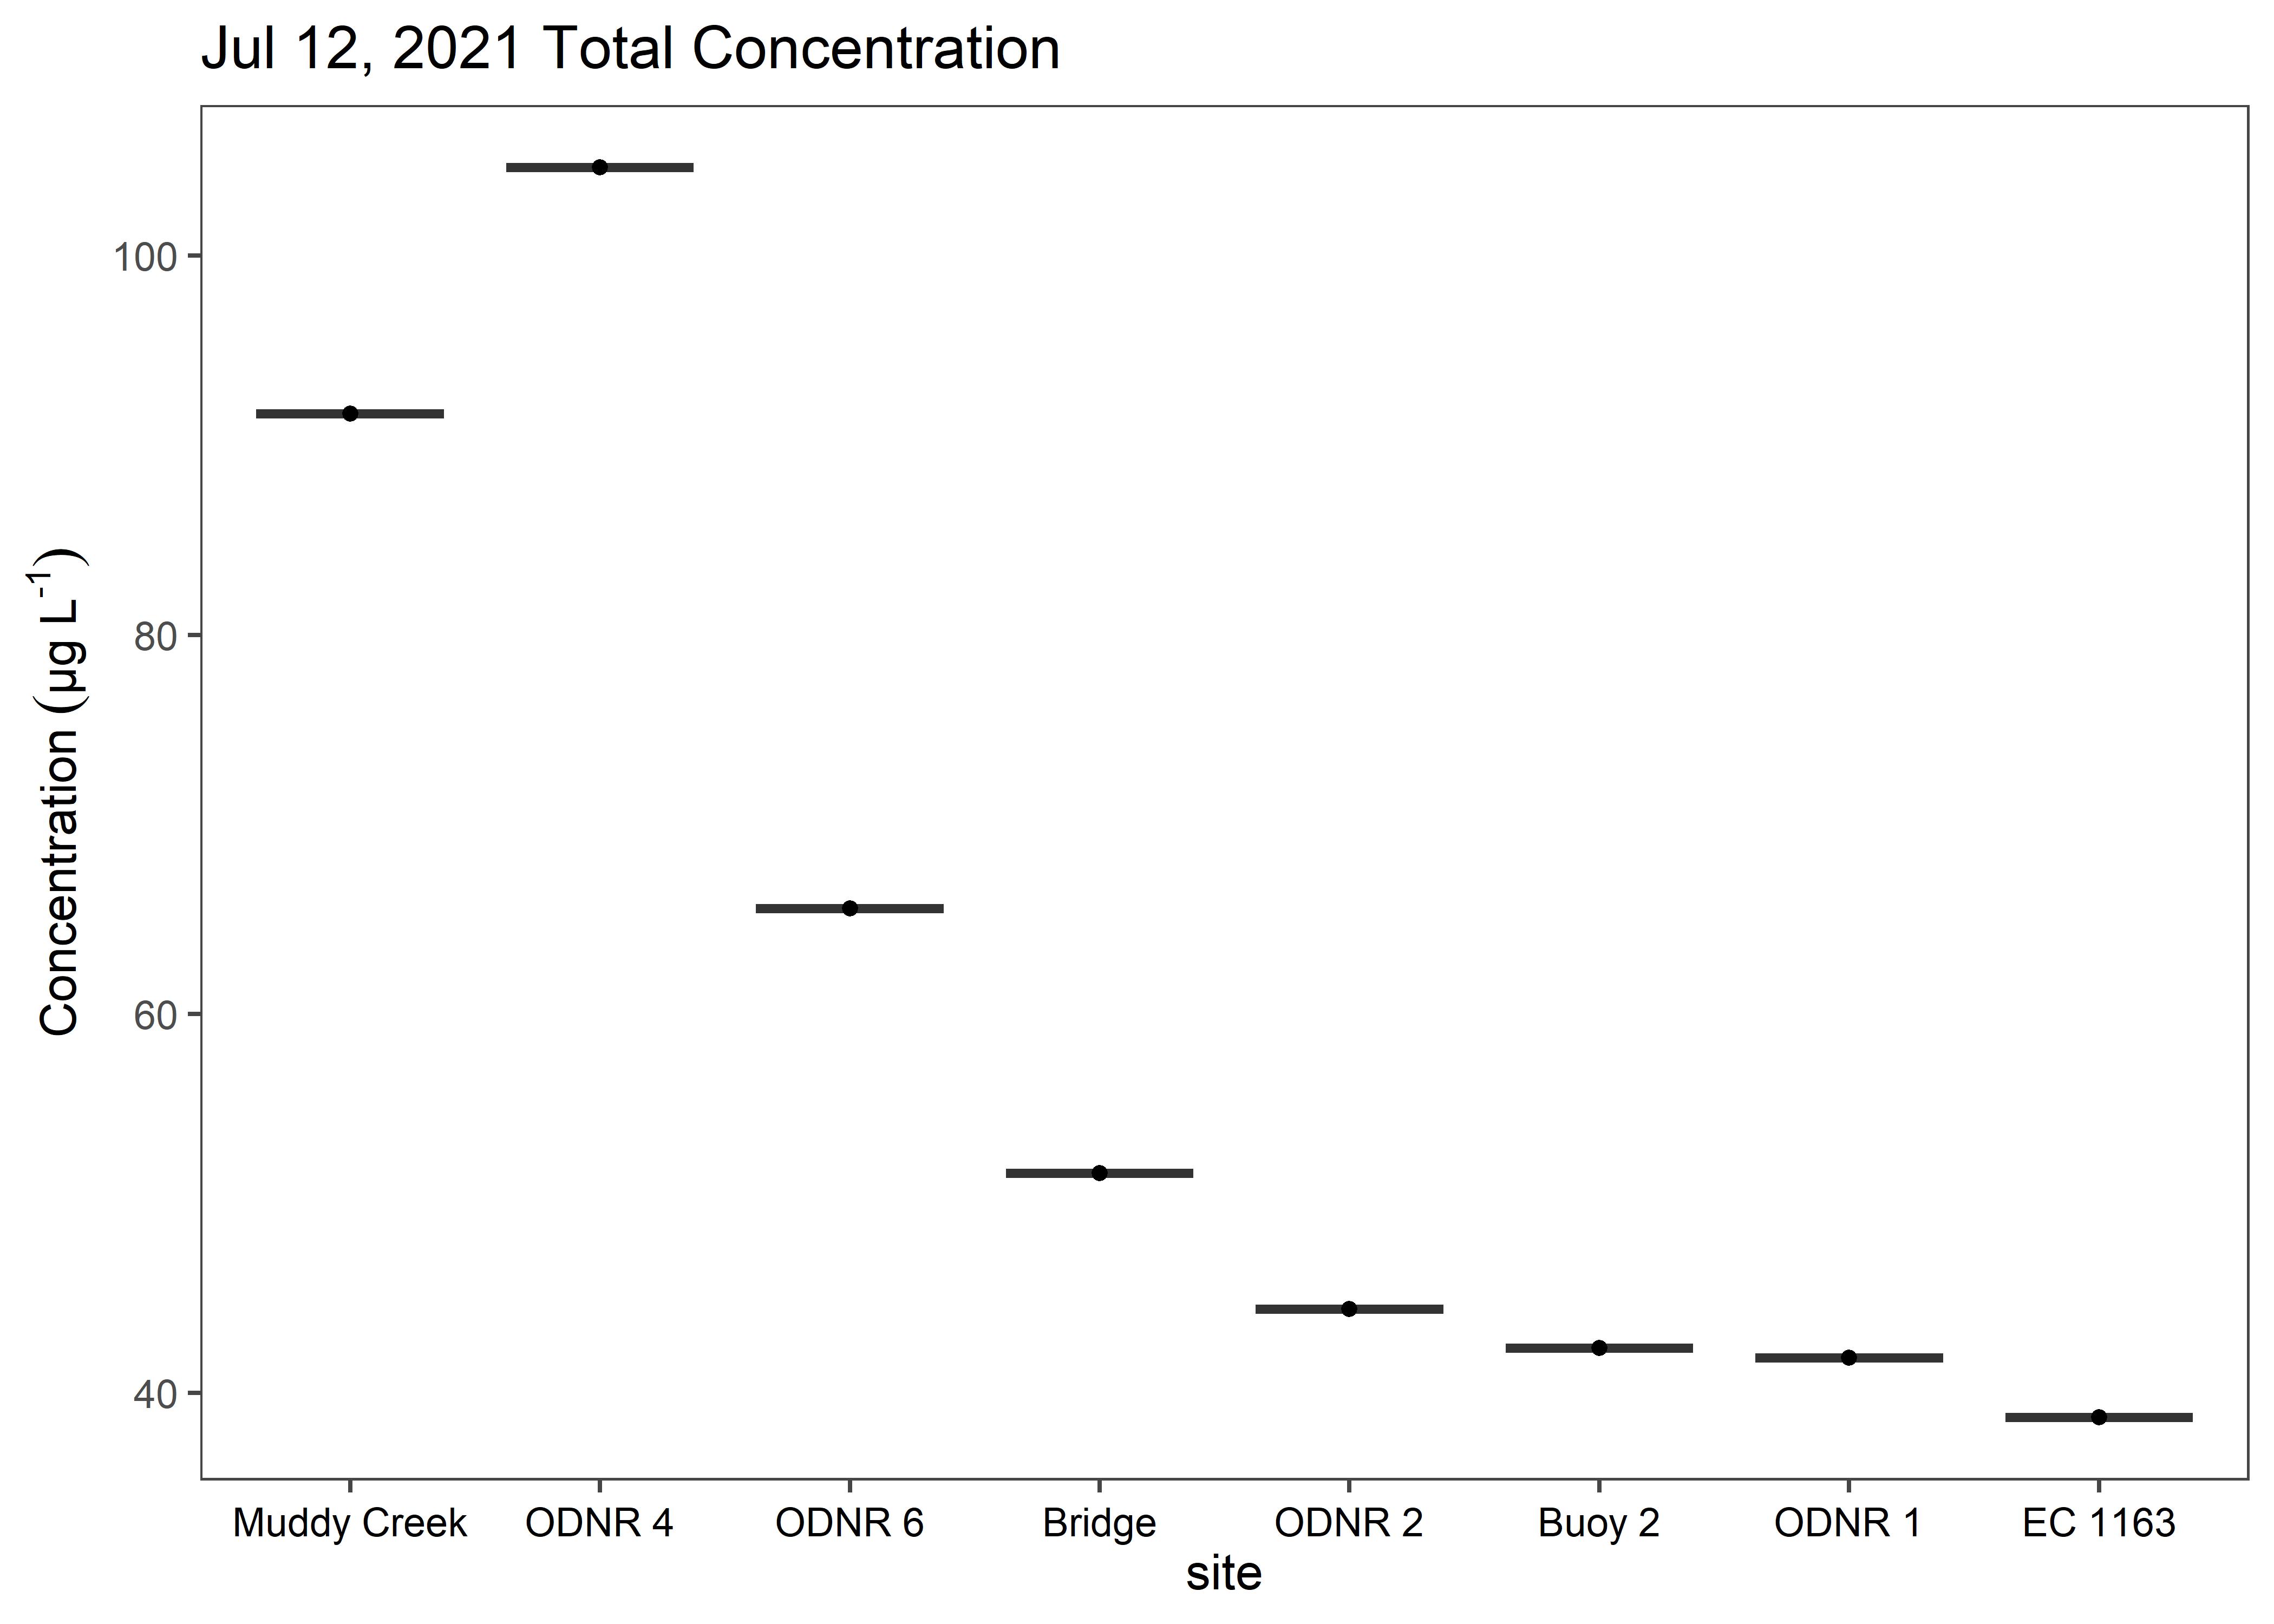 Jul 12, 2021 Total Concentration
Concentration (µg L⁻¹)
100
80
60
40
Muddy Creek ODNR 4 ODNR 6 Bridge ODNR 2 Buoy 2 ODNR 1 EC 1163
site